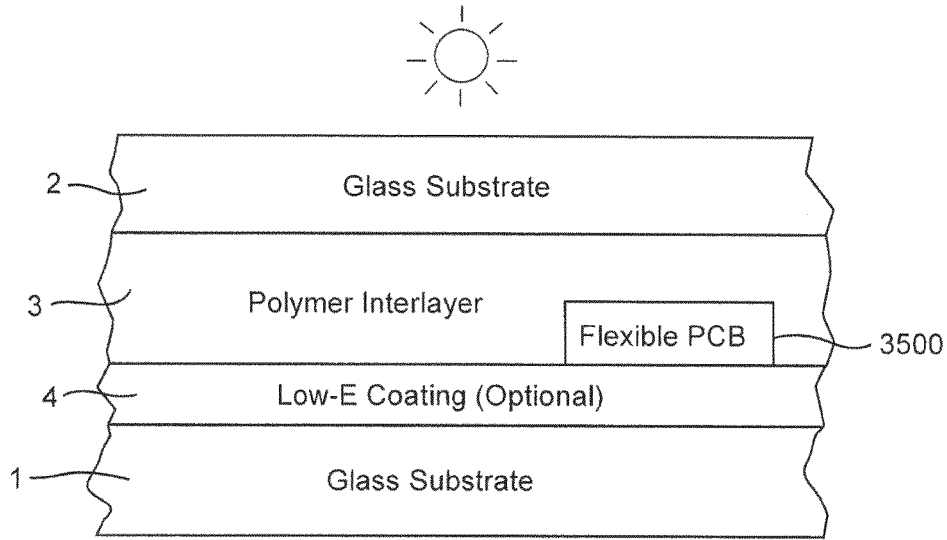 2
Glass Substrate
3
Polymer Interlayer
Flexible PCB
3500
4
Low-E Coating (Optional)
1
Glass Substrate